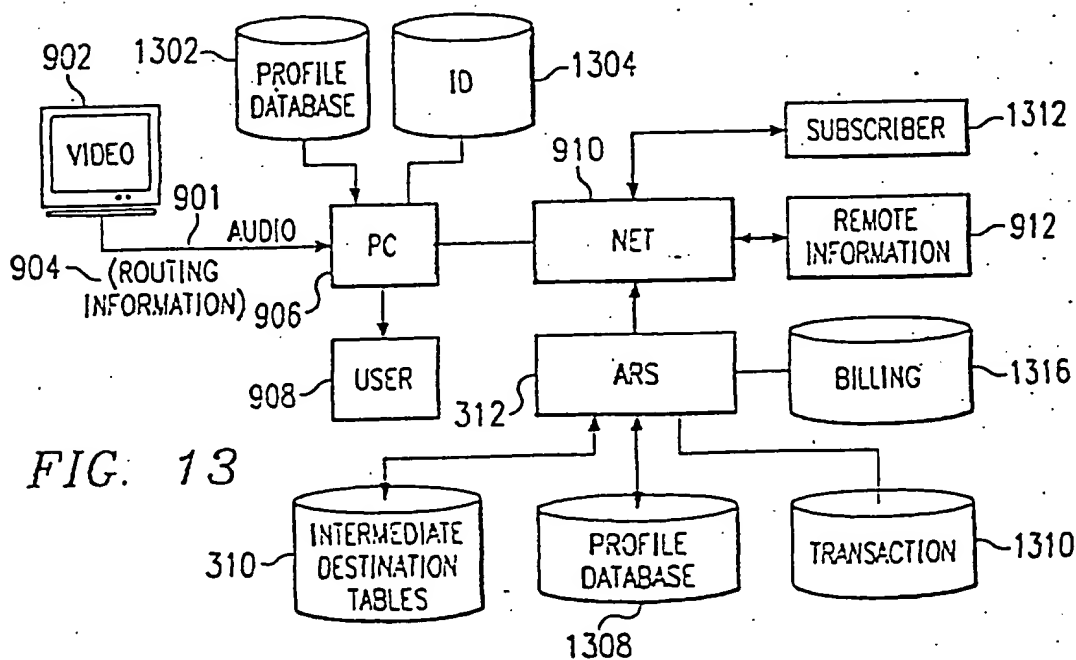 902
1302
PROFILE
DATABASE
ID
1304
VIDEO
901
AUDIO
904
(ROUTING
INFORMATION)
PC
906
910
NET
SUBSCRIBER
1312
REMOTE
INFORMATION
912
908
USER
312
ARS
BILLING
1316
FIG. 13
310
INTERMEDIATE
DESTINATION
TABLES
PROFILE
DATABASE
1308
TRANSACTION
1310